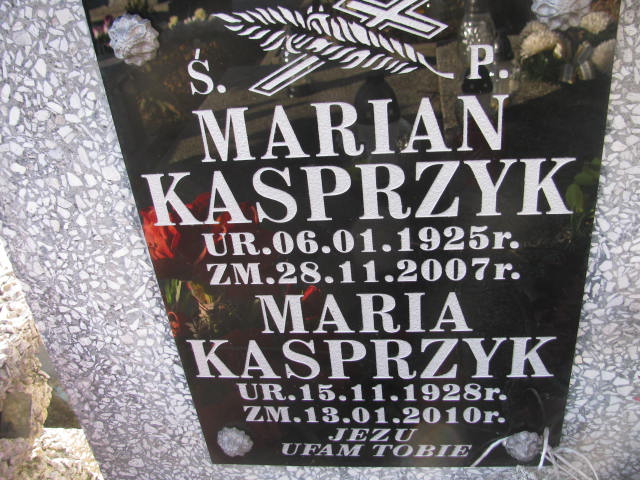 Ś. P.
MARIAN
KASPRZYK
UR.06.01.1925r.
ZM.28.11.2007r.
MARIA
KASPRZYK
UR.15.11.1928r.
ZM.13.01.2010r.
JEZU
UFAM TOBIE